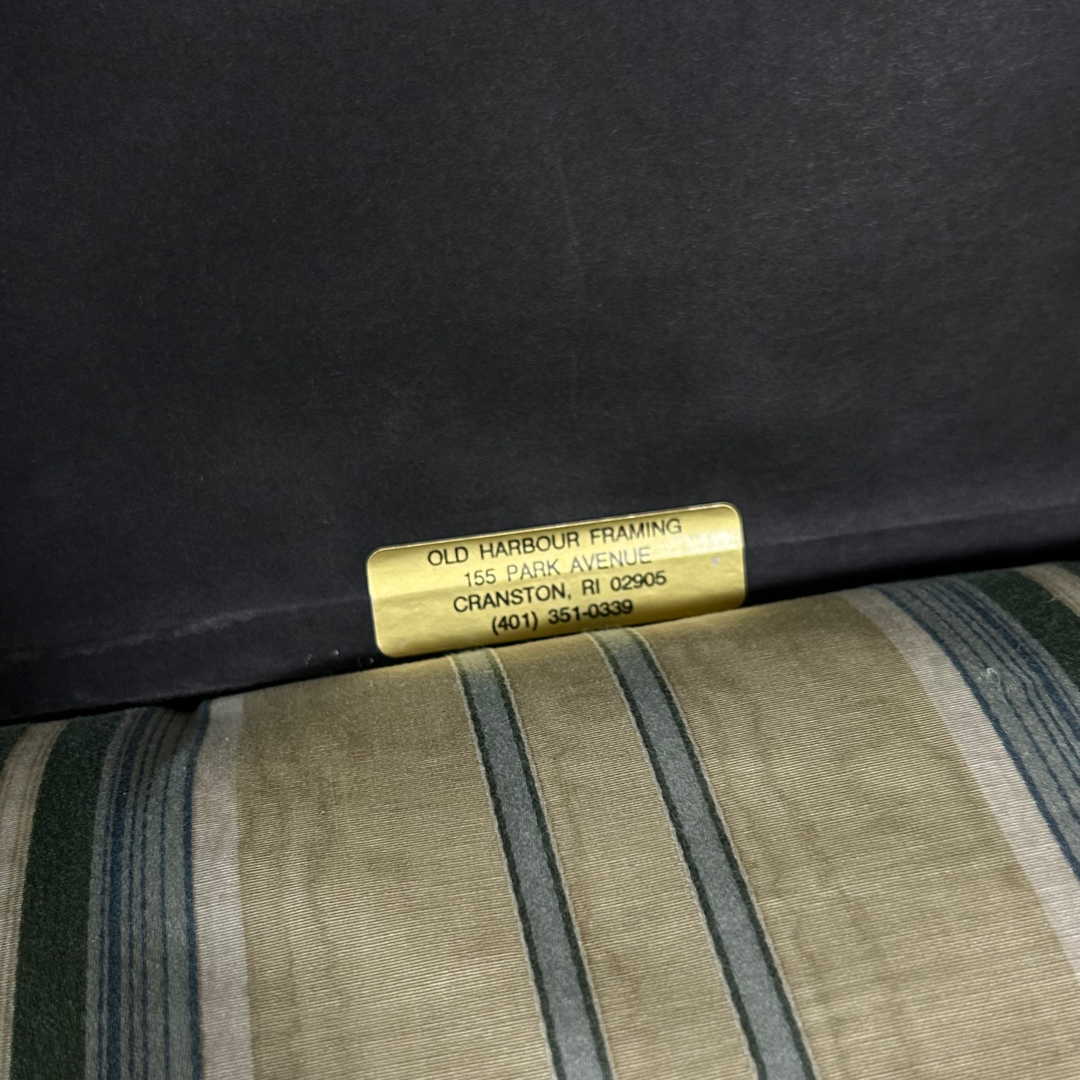 OLD HARBOUR FRAMING
155 PARK AVENUE
CRANSTON, RI 02905
(401) 351-0339